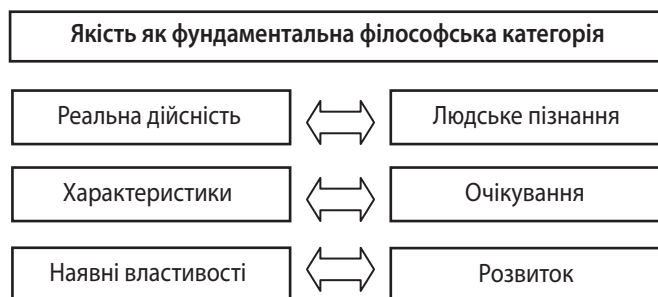 Якість як фундаментальна філософська категорія
Реальна дійсність
Людське пізнання
Характеристики
Очікування
Наявні властивості
Розвиток